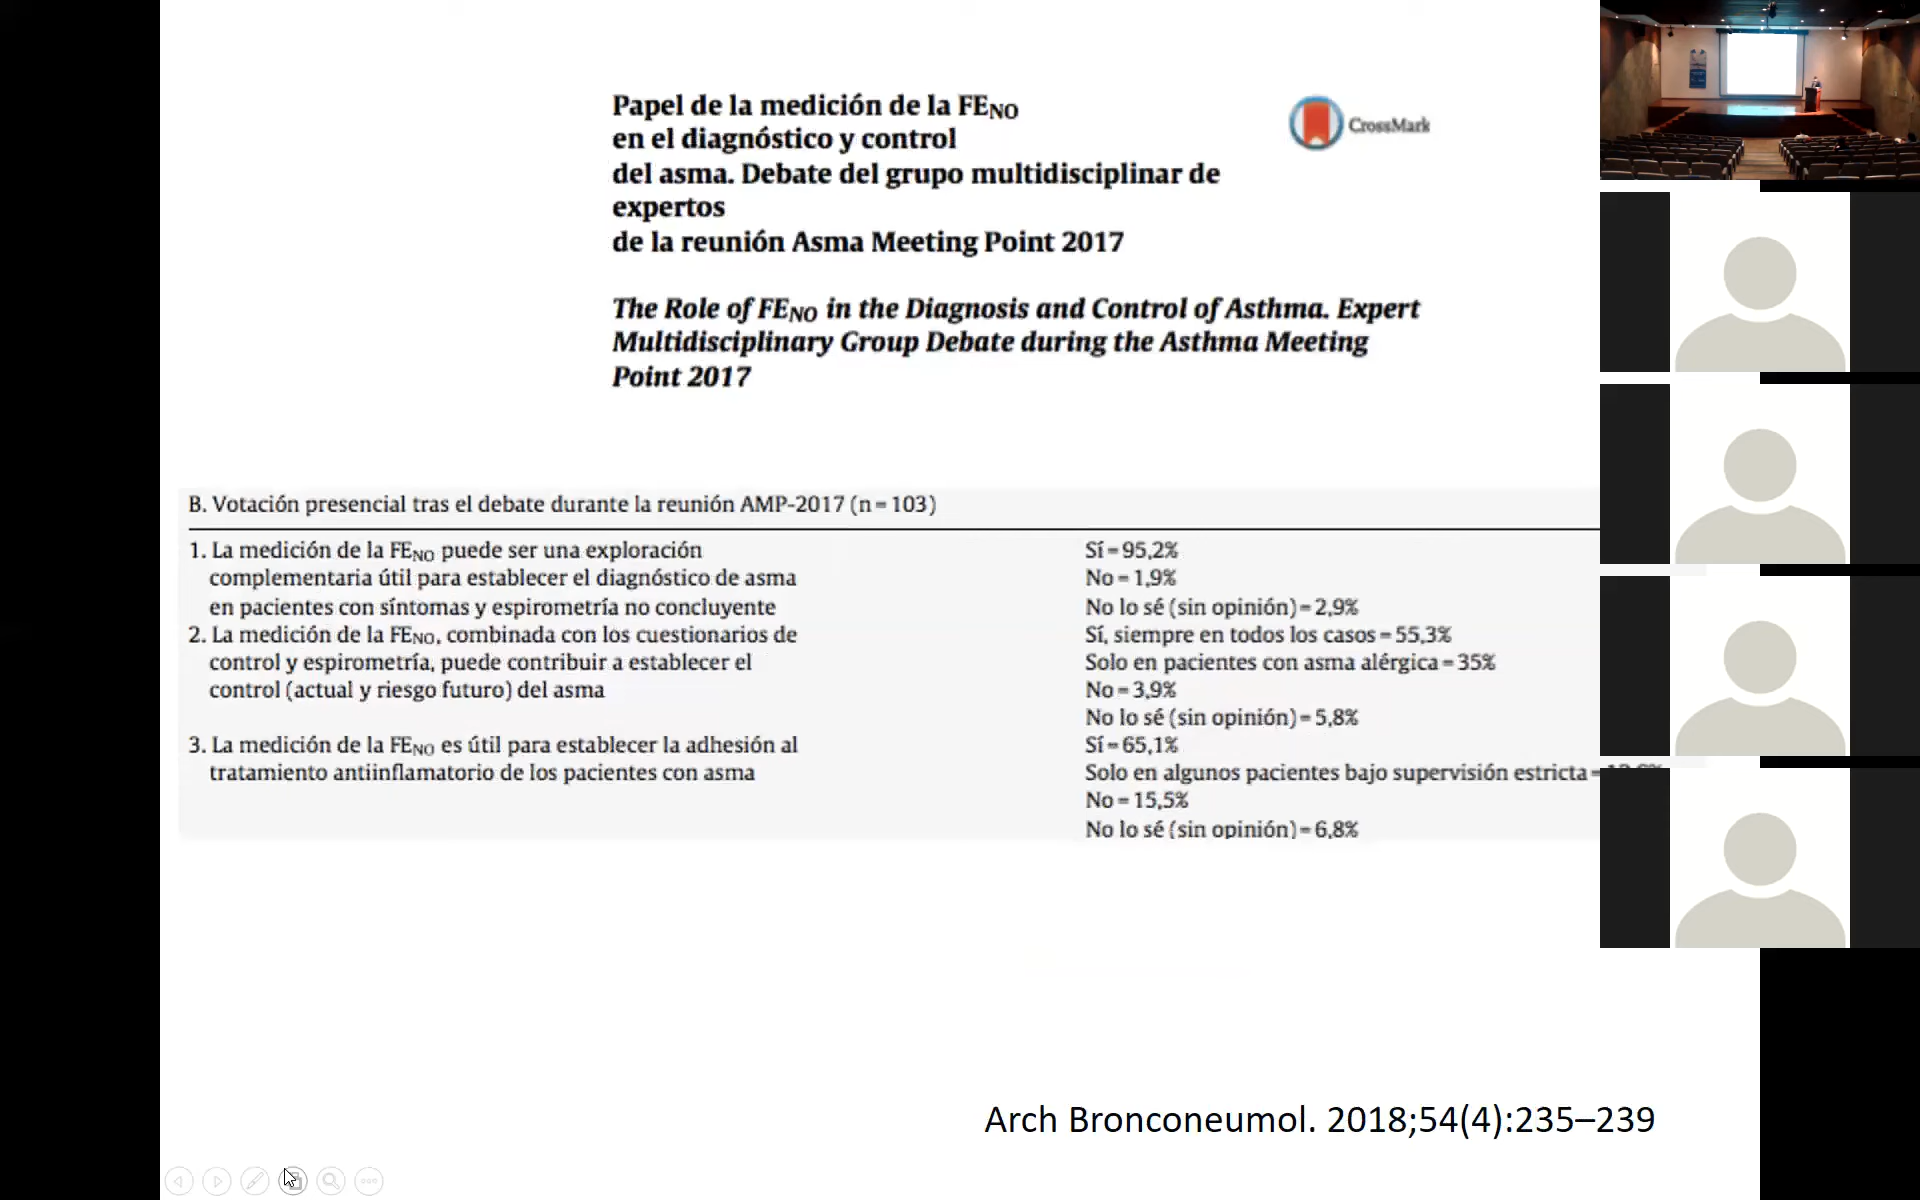 Papel de la medición de la FENO
en el diagnóstico y control
del asma. Debate del grupo multidisciplinar de
expertos
de la reunión Asma Meeting Point 2017
CrossMark
The Role of FENO in the Diagnosis and Control of Asthma. Expert
Multidisciplinary Group Debate during the Asthma Meeting
Point 2017
B. Votación presencial tras el debate durante la reunión AMP-2017 (n = 103)
1. La medición de la FENO puede ser una exploración
complementaria útil para establecer el diagnóstico de asma
en pacientes con síntomas y espirometría no concluyente
Sí = 95,2%
No = 1,9%
No lo sé (sin opinión) = 2,9%
2. La medición de la FENO, combinada con los cuestionarios de
control y espirometría, puede contribuir a establecer el
control (actual y riesgo futuro) del asma
Sí, siempre en todos los casos = 55,3%
Solo en pacientes con asma alérgica = 35%
No = 3,9%
No lo sé (sin opinión) = 5,8%
3. La medición de la FENO es útil para establecer la adhesión al
tratamiento antiinflamatorio de los pacientes con asma
Sí = 65,1%
Solo en algunos pacientes bajo supervisión estricta =
No = 15,5%
No lo sé (sin opinión) = 6,8%
Arch Bronconeumol. 2018;54(4):235–239